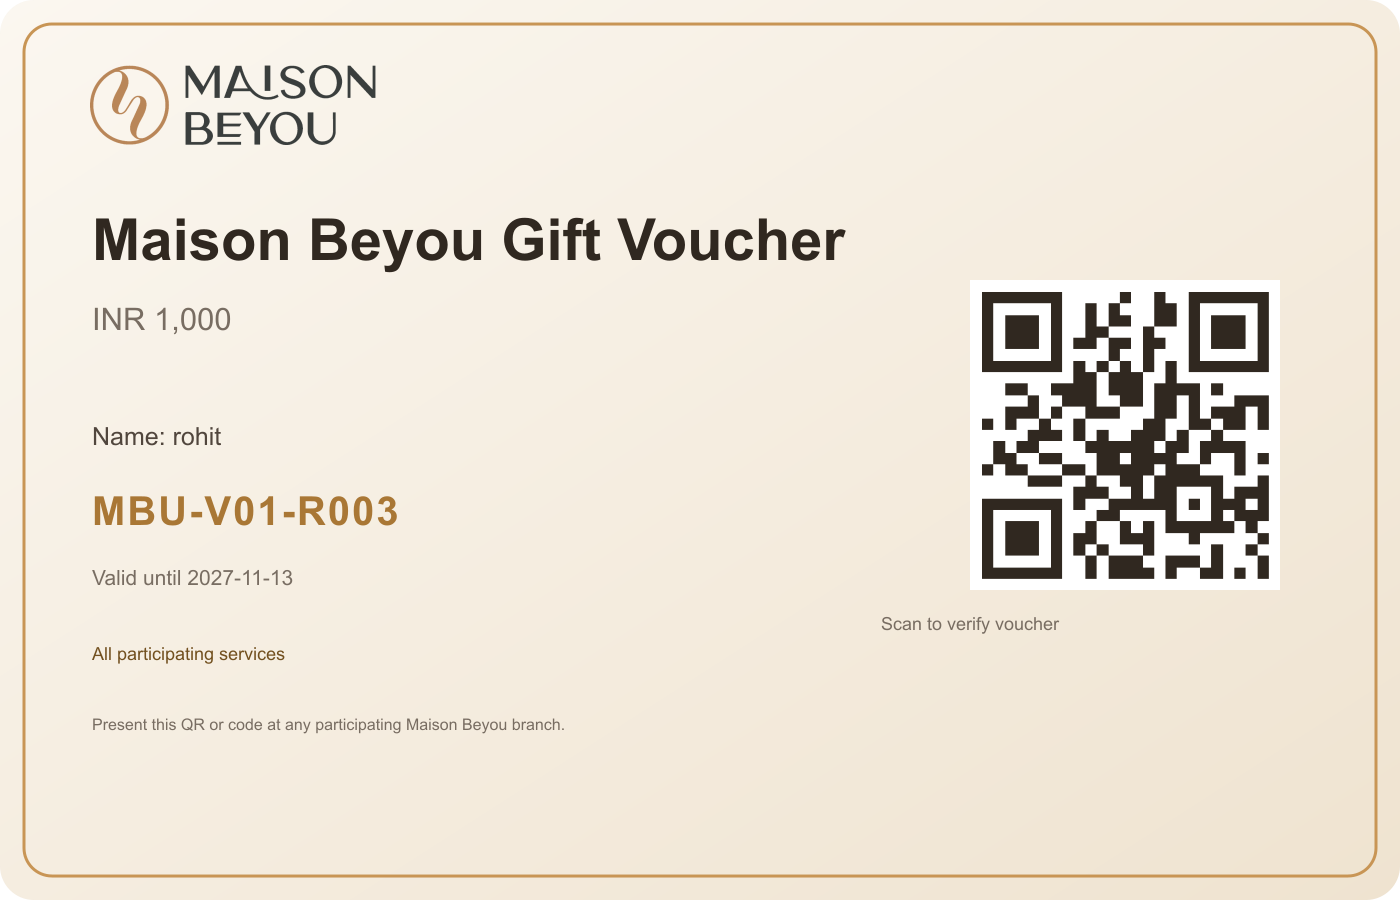 MAISON
BEYOU
Maison Beyou Gift Voucher
INR 1,000
Name: rohit
MBU-V01-R003
Valid until 2027-11-13
Scan to verify voucher
All participating services
Present this QR or code at any participating Maison Beyou branch.